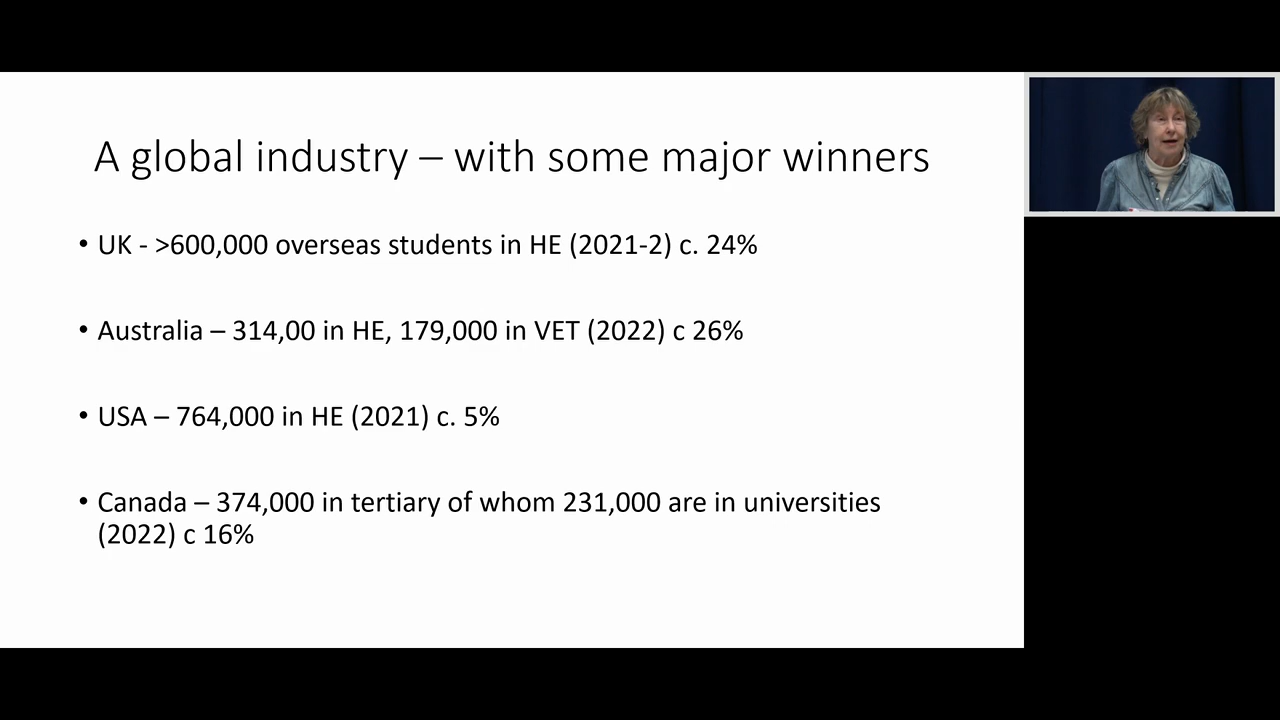 A global industry – with some major winners
• UK - >600,000 overseas students in HE (2021-2) c. 24%
• Australia – 314,00 in HE, 179,000 in VET (2022) c 26%
• USA – 764,000 in HE (2021) c. 5%
• Canada – 374,000 in tertiary of whom 231,000 are in universities
(2022) c 16%